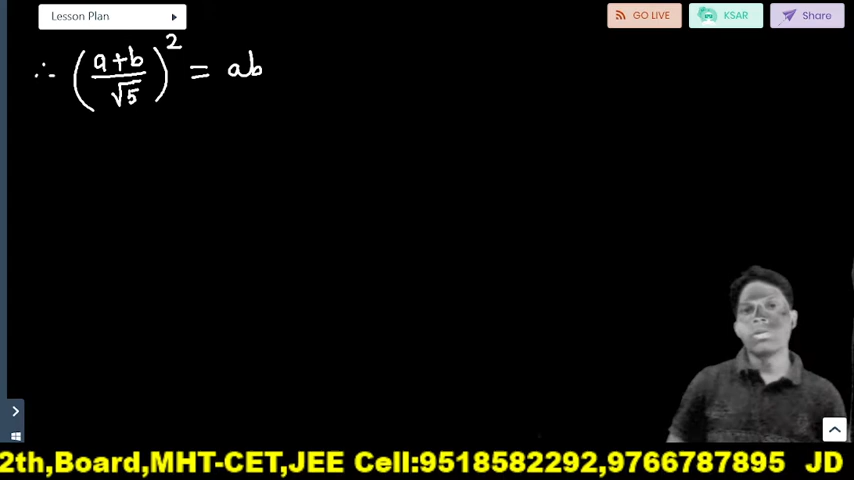 Lesson Plan
GO LIVE
KSAR
Share
∴ ((a+b)/√5)² = ab
2th,Board,MHT-CET,JEE Cell:9518582292,9766787895 JD